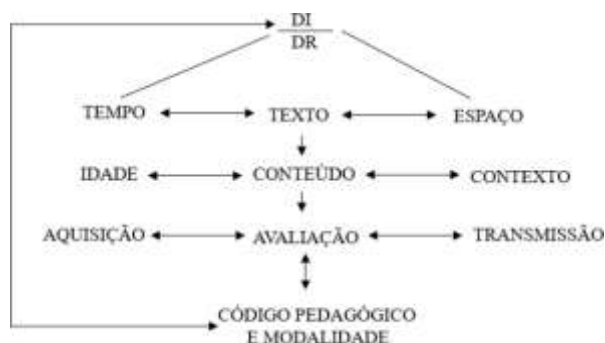 DI
DR
TEMPO TEXTO ESPAÇO
IDADE CONTEÚDO CONTEXTO
AQUISIÇÃO AVALIAÇÃO TRANSMISSÃO
CÓDIGO PEDAGÓGICO
E MODALIDADE